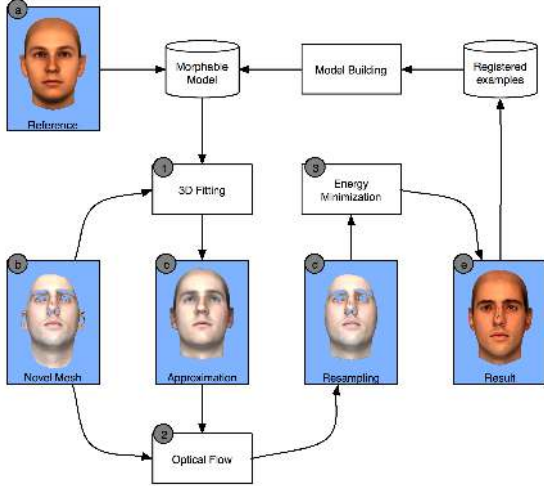 a
Reference
Morphable
Model
Model Building
Registered
examples
1
3D Fitting
3
Energy
Minimization
b
Novel Mesh
c
Approximation
d
Resampling
e
Result
2
Optical Flow